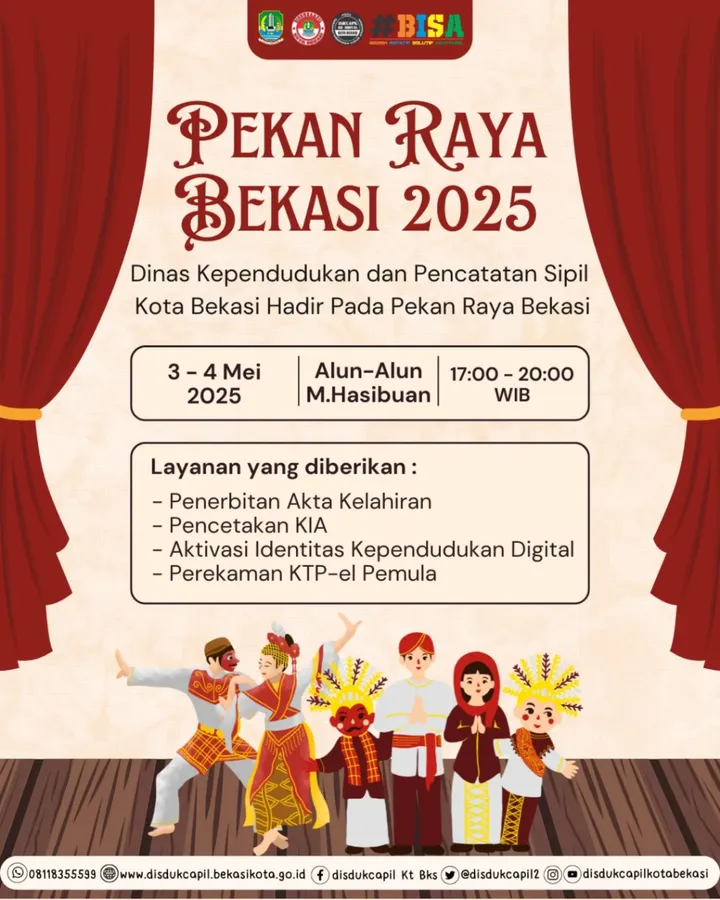 #BISA
PEKAN RAYA
BEKASI 2025
Dinas Kependudukan dan Pencatatan Sipil
Kota Bekasi Hadir Pada Pekan Raya Bekasi
3 - 4 Mei
2025
Alun-Alun
M.Hasibuan
17:00 - 20:00
WIB
Layanan yang diberikan :
- Penerbitan Akta Kelahiran
- Pencetakan KIA
- Aktivasi Identitas Kependudukan Digital
- Perekaman KTP-el Pemula
08118355599 www.disdukcapil.bekasikota.go.id disdukcapil Kt Bks @disdukcapil2 disdukcapilkotabekasi